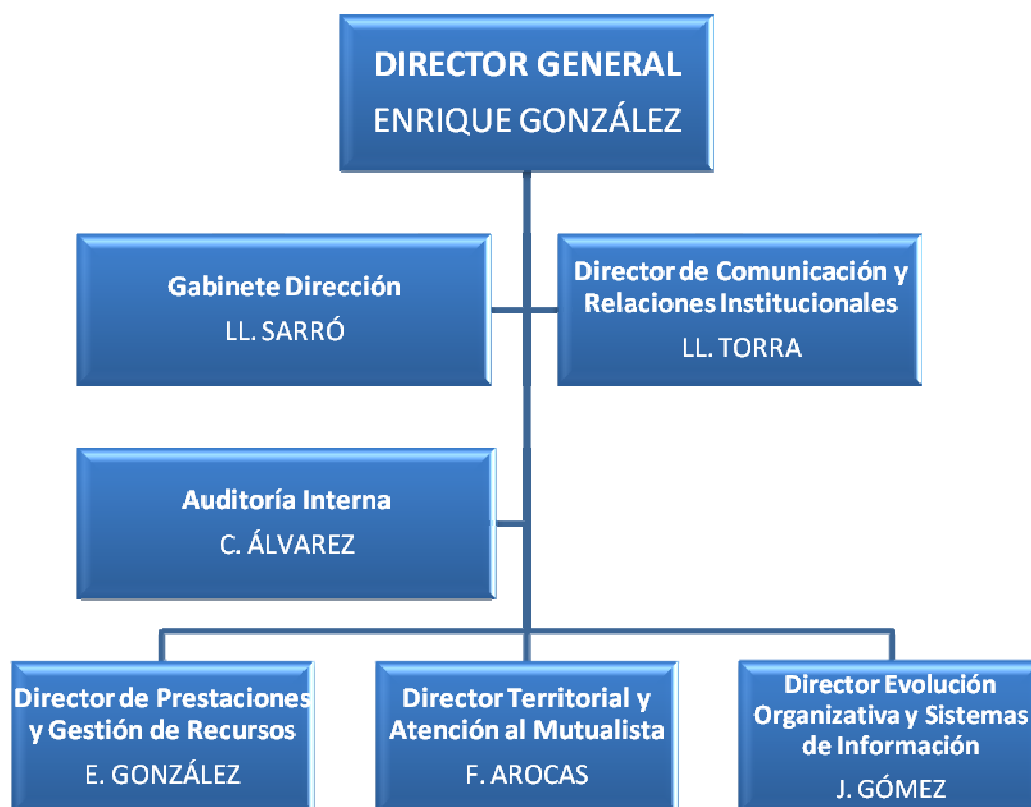 DIRECTOR GENERAL
ENRIQUE GONZÁLEZ
Gabinete Dirección
LL. SARRÓ
Director de Comunicación y
Relaciones Institucionales
LL. TORRA
Auditoría Interna
C. ÁLVAREZ
Director de Prestaciones
y Gestión de Recursos
E. GONZÁLEZ
Director Territorial y
Atención al Mutualista
F. AROCAS
Director Evolución
Organizativa y Sistemas
de Información
J. GÓMEZ